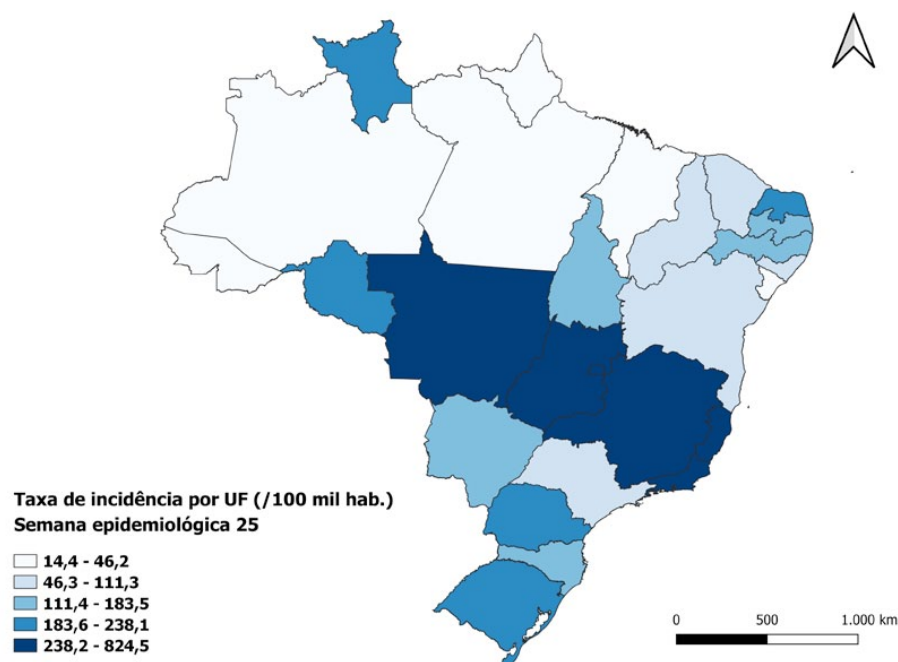 Taxa de incidência por UF (/100 mil hab.)
Semana epidemiológica 25
14,4 - 46,2
46,3 - 111,3
111,4 - 183,5
183,6 - 238,1
238,2 - 824,5
0 500 1.000 km